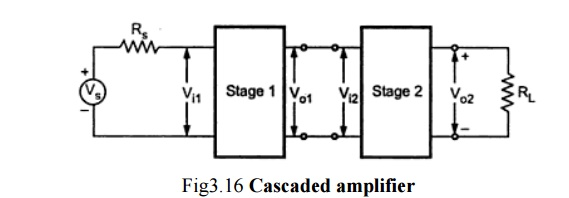 Rs
+
Vs
-
Vi1
Stage 1
Vo1
Vi2
Stage 2
+
Vo2
-
RL
Fig3.16 Cascaded amplifier